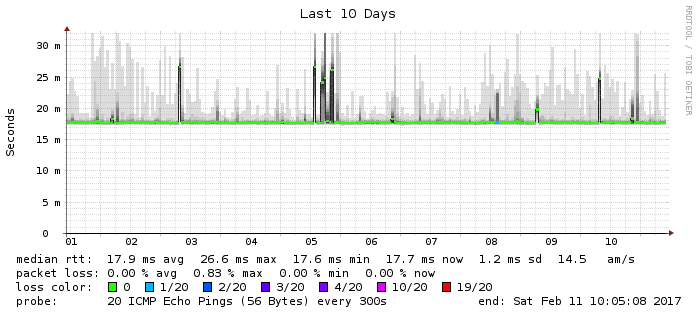 Last 10 Days
RRDTOOL / TOBI OETIKER
Seconds
30 m
25 m
20 m
15 m
10 m
5 m
0
01 02 03 04 05 06 07 08 09 10
median rtt: 17.9 ms avg 26.6 ms max 17.6 ms min 17.7 ms now 1.2 ms sd 14.5 am/s
packet loss: 0.00 % avg 0.83 % max 0.00 % min 0.00 % now
loss color: 0 1/20 2/20 3/20 4/20 10/20 19/20
probe: 20 ICMP Echo Pings (56 Bytes) every 300s end: Sat Feb 11 10:05:08 2017